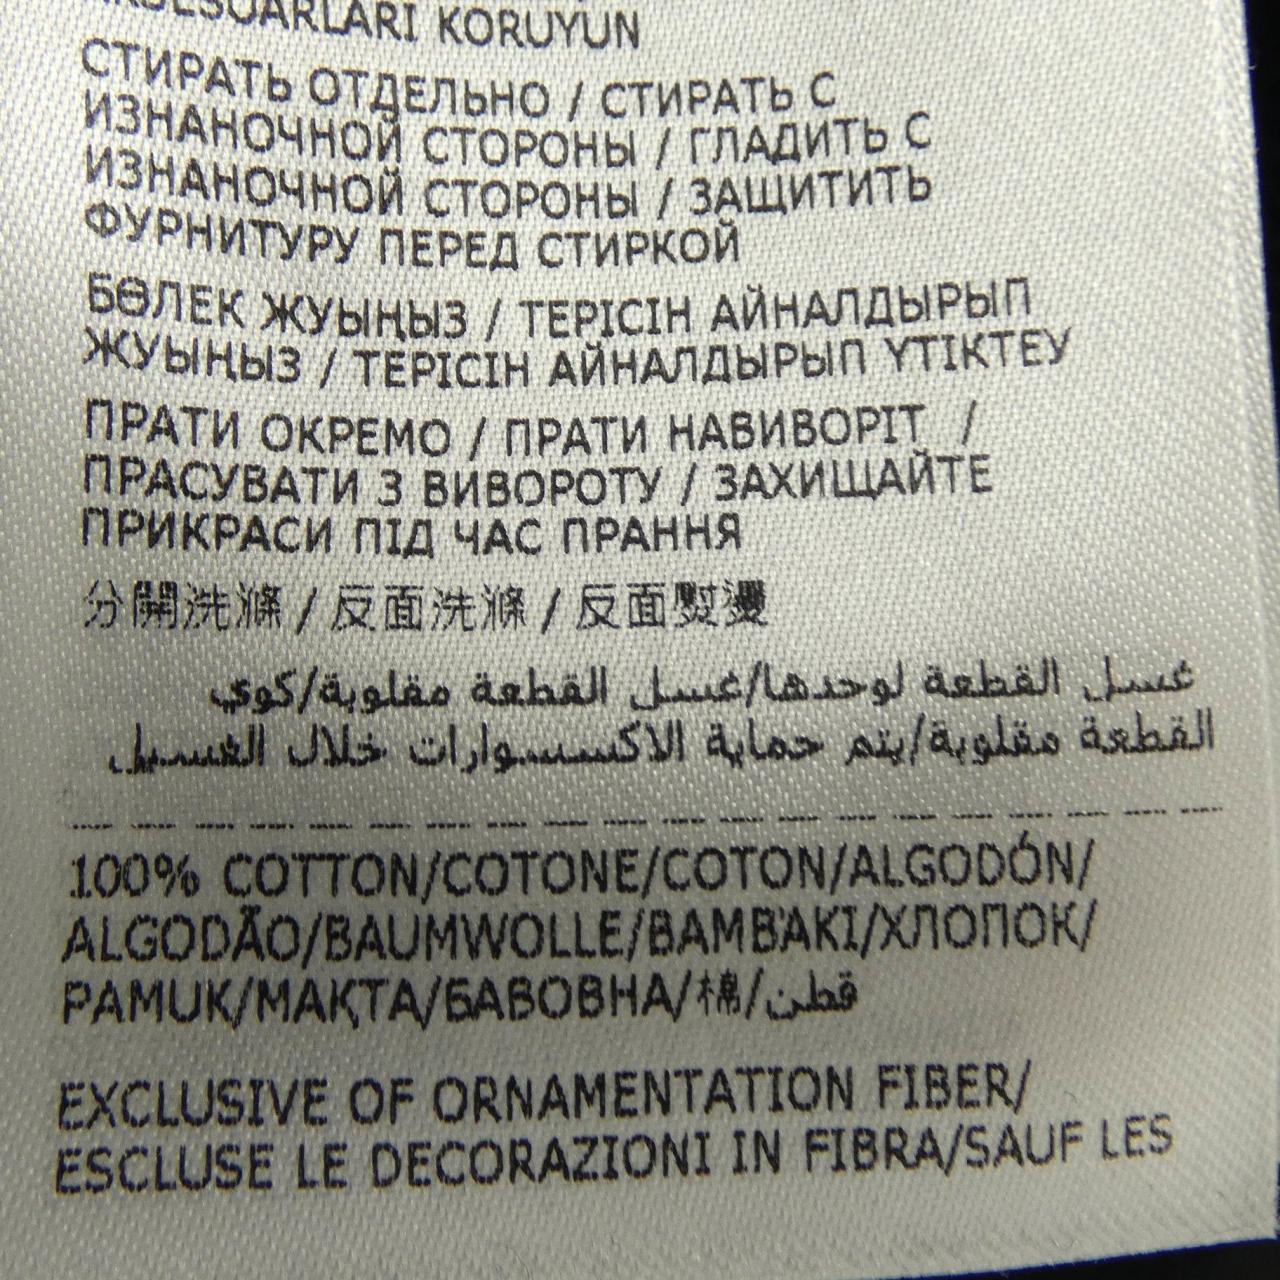 KORUYUN
СТИРАТЬ ОТДЕЛЬНО / СТИРАТЬ С
ИЗНАНОЧНОЙ СТОРОНЫ / ГЛАДИТЬ С
ИЗНАНОЧНОЙ СТОРОНЫ / ЗАЩИТИТЬ
ФУРНИТУРУ ПЕРЕД СТИРКОЙ
БӨЛЕК ЖУЫҢЫЗ / ТЕРІСІН АЙНАЛДЫРЫП
ЖУЫҢЫЗ / ТЕРІСІН АЙНАЛДЫРЫП ҮТІКТЕУ
ПРАТИ ОКРЕМО / ПРАТИ НАВИВОРІТ /
ПРАСУВАТИ З ВИВОРОТУ / ЗАХИЩАЙТЕ
ПРИКРАСИ ПІД ЧАС ПРАННЯ
分開洗滌 / 反面洗滌 / 反面熨燙
غسل القطعة لوحدها/غسل القطعة مقلوبة/كوي
القطعة مقلوبة/يتم حماية الاكسسوارات خلال الغسيل
100% COTTON/COTONE/COTON/ALGODÓN/
ALGODÃO/BAUMWOLLE/BAMB'AKI/ХЛОПОК/
PAMUK/МАҚТА/БАВОВНА/棉/قطن
EXCLUSIVE OF ORNAMENTATION FIBER/
ESCLUSE LE DECORAZIONI IN FIBRA/SAUF LES